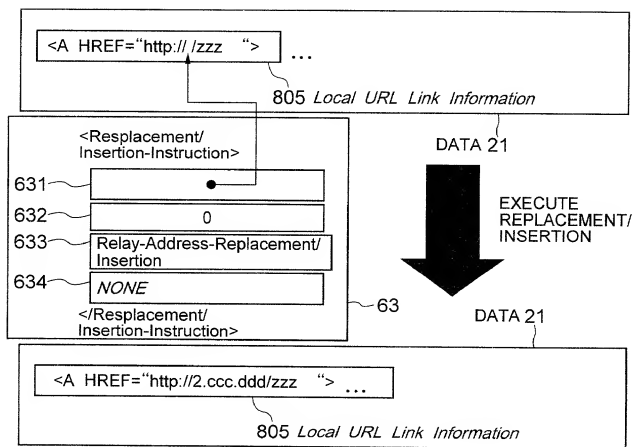 <A HREF="http:// /zzz ">
...
805 Local URL Link Information
DATA 21
<Resplacement/
Insertion-Instruction>
631
632
0
633
Relay-Address-Replacement/
Insertion
634
NONE
</Resplacement/
Insertion-Instruction>
63
EXECUTE
REPLACEMENT/
INSERTION
DATA 21
<A HREF="http://2.ccc.ddd/zzz ">
...
805 Local URL Link Information